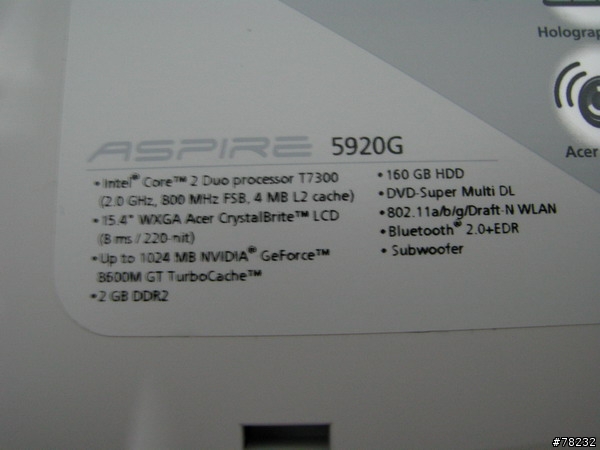 Holograp
Acer
ASPIRE 5920G
• Intel® Core™ 2 Duo processor T7300
(2.0 GHz, 800 MHz FSB, 4 MB L2 cache)
• 15.4" WXGA Acer CrystalBrite™ LCD
(8 ms / 220-nit)
• Up to 1024 MB NVIDIA® GeForce™
8600M GT TurboCache™
• 2 GB DDR2
• 160 GB HDD
• DVD-Super Multi DL
• 802.11a/b/g/Draft-N WLAN
• Bluetooth® 2.0+EDR
• Subwoofer
#78232